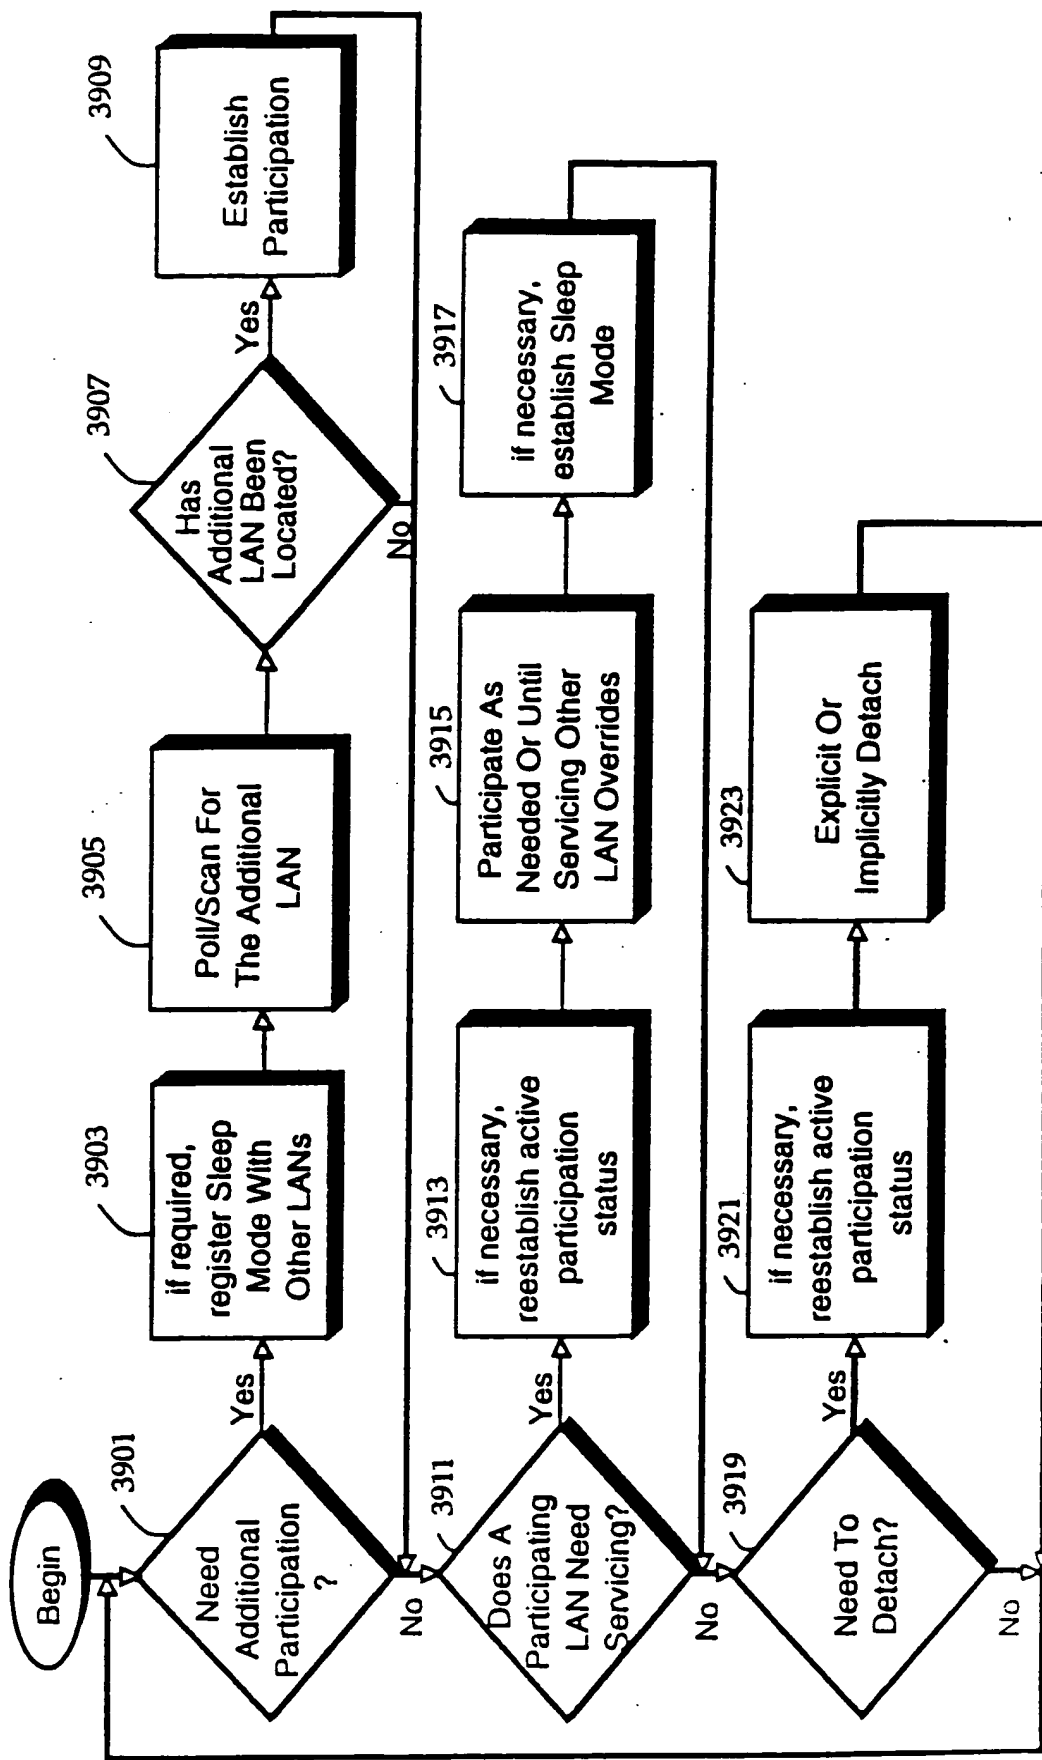 Begin
3901
Need
Additional
Participation
?
Yes
No
3903
if required,
register Sleep
Mode With
Other LANs
3905
Poll/Scan For
The Additional
LAN
3907
Has
Additional
LAN Been
Located?
Yes
No
3909
Establish
Participation
3911
Does A
Participating
LAN Need
Servicing?
Yes
No
3913
if necessary,
reestablish active
participation
status
3915
Participate As
Needed Or Until
Servicing Other
LAN Overrides
3917
if necessary,
establish Sleep
Mode
3919
Need To
Detach?
Yes
No
3921
if necessary,
reestablish active
participation
status
3923
Explicit Or
Implicitly Detach